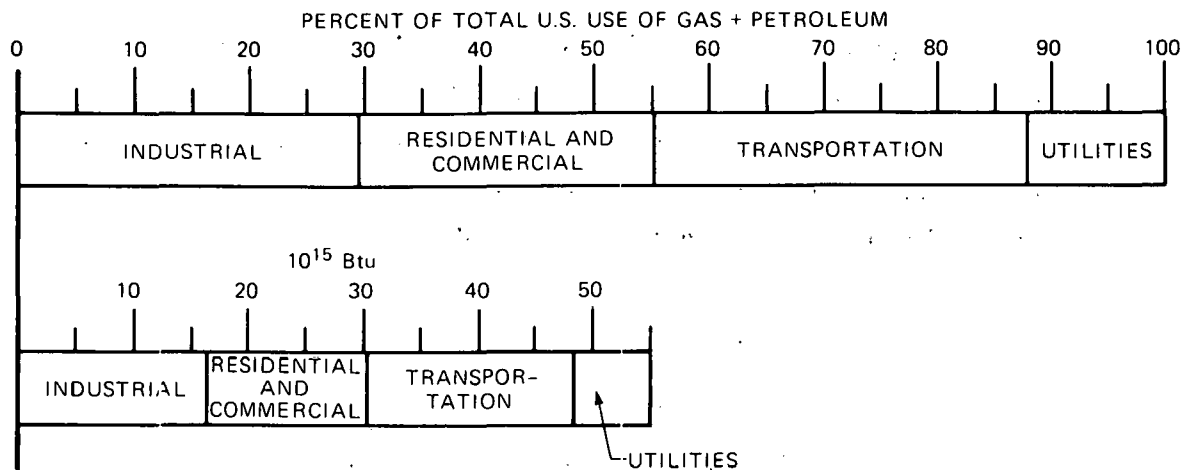 PERCENT OF TOTAL U.S. USE OF GAS + PETROLEUM
0 10 20 30 40 50 60 70 80 90 100
INDUSTRIAL
RESIDENTIAL AND
COMMERCIAL
TRANSPORTATION
UTILITIES
10¹⁵ Btu
10 20 30 40 50
INDUSTRIAL
RESIDENTIAL
AND
COMMERCIAL
TRANSPOR-
TATION
UTILITIES